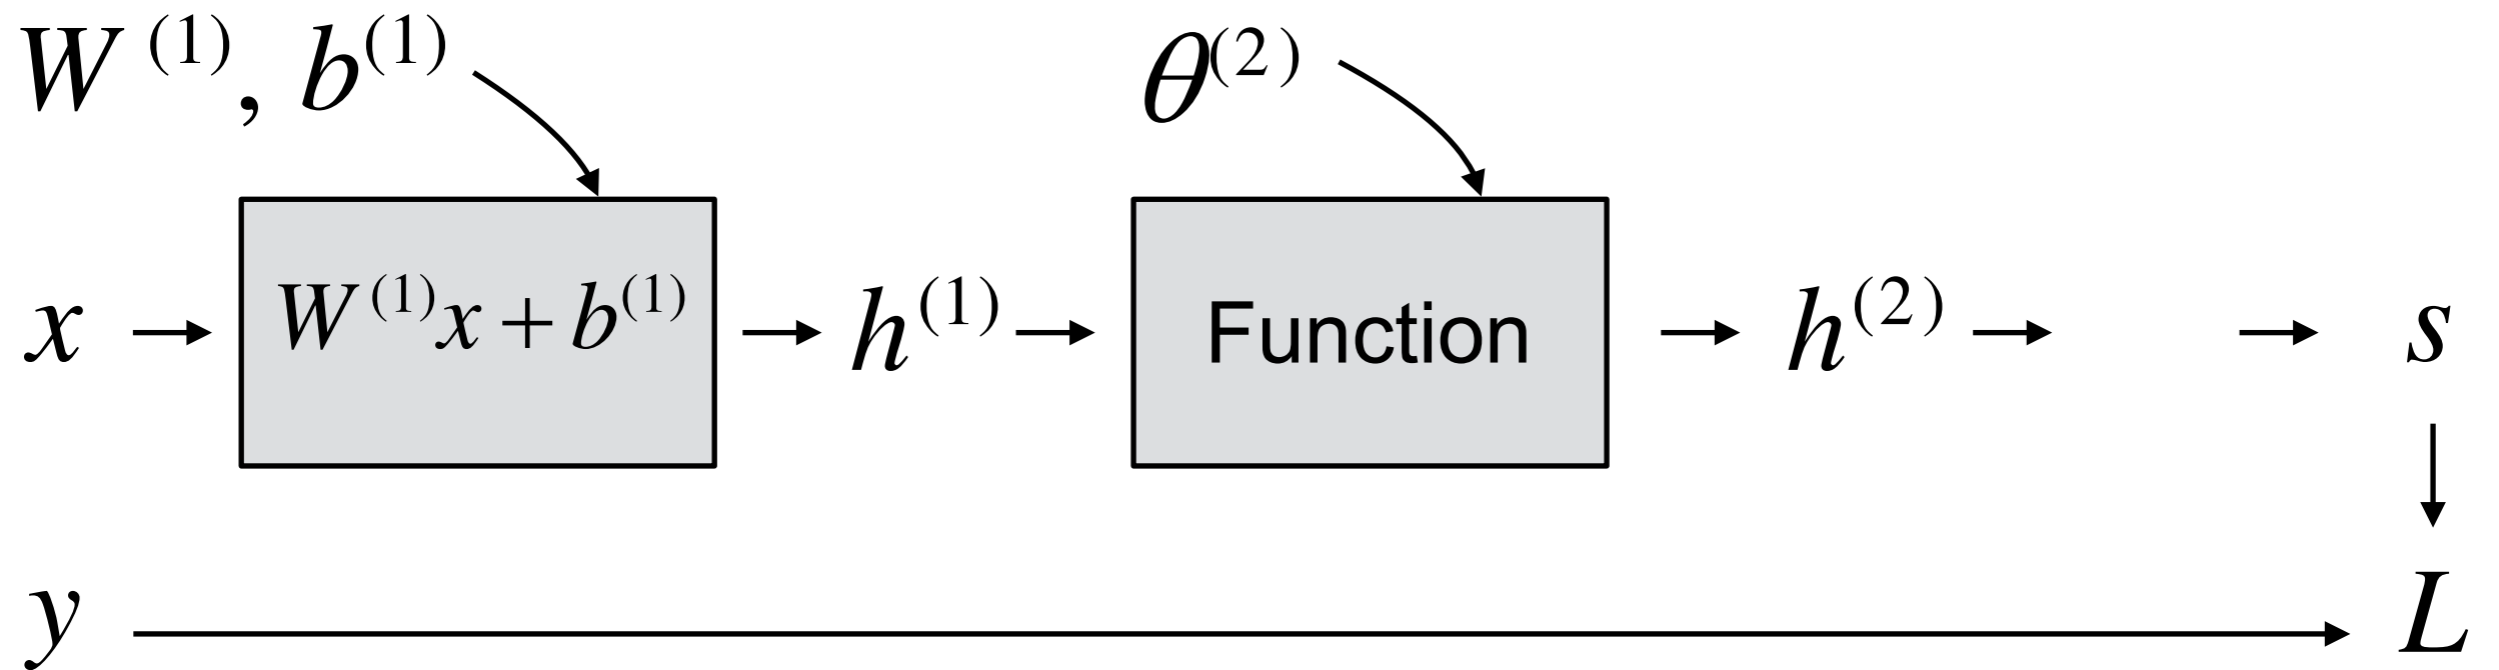 W⁽¹⁾, b⁽¹⁾ θ⁽²⁾
x W⁽¹⁾x + b⁽¹⁾ h⁽¹⁾ Function h⁽²⁾ s
y L